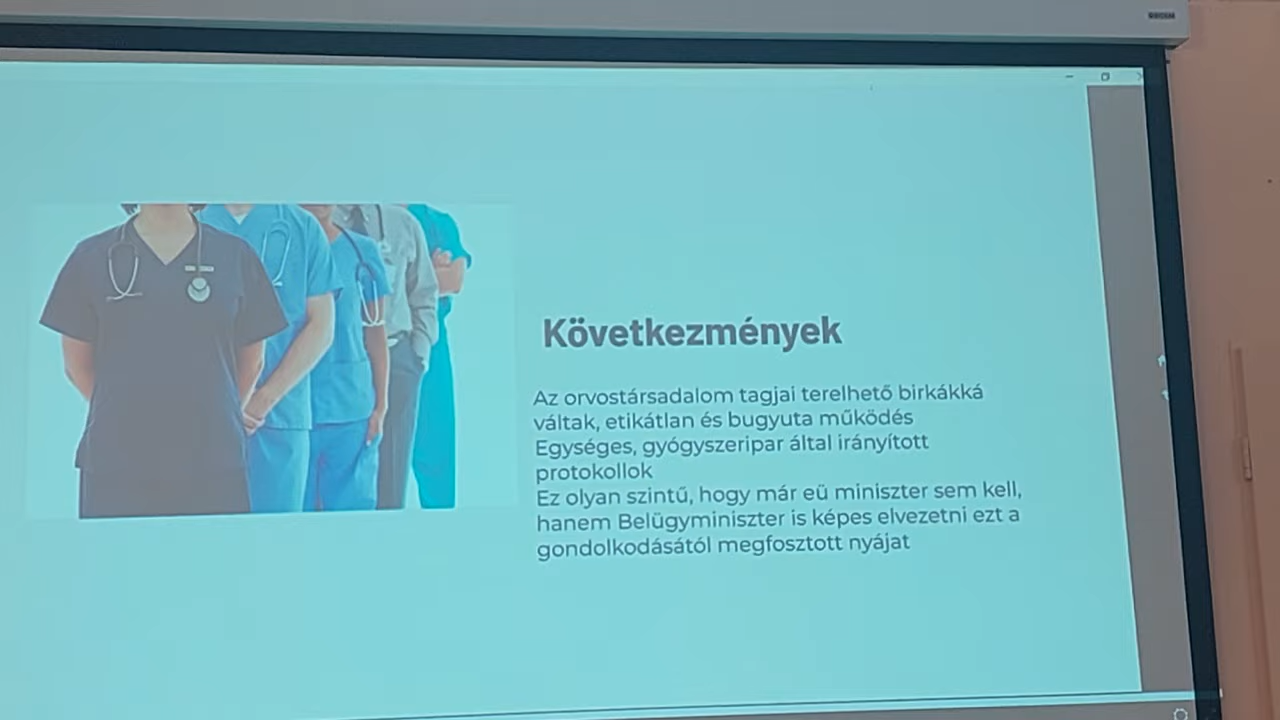 Következmények
Az orvostársadalom tagjai terelhető birkákká
váltak, etikátlan és bugyuta működés
Egységes, gyógyszeripar által irányított
protokollok
Ez olyan szintű, hogy már eü miniszter sem kell,
hanem Belügyminiszter is képes elvezetni ezt a
gondolkodásától megfosztott nyájat